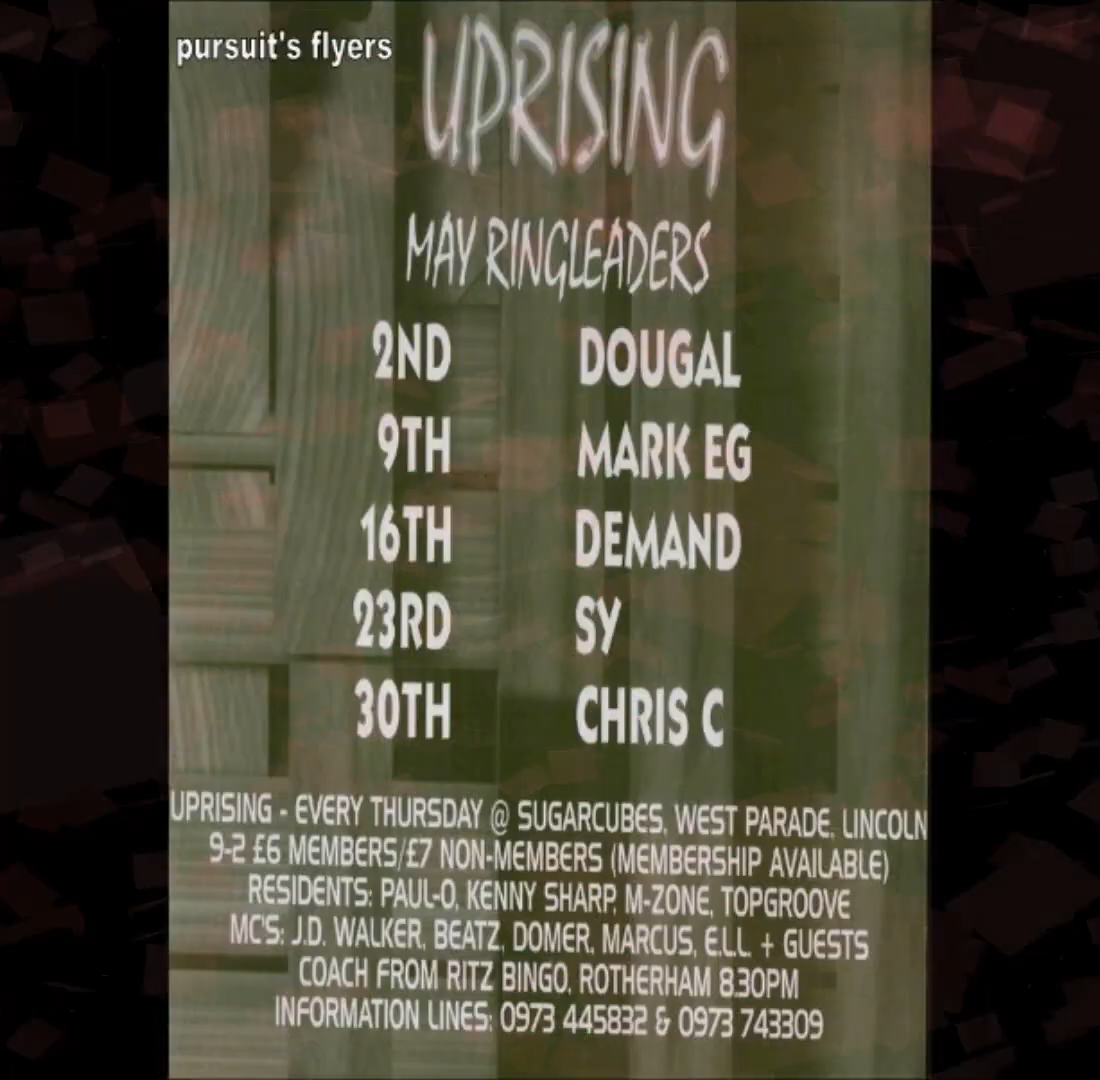 pursuit's flyers
UPRISING
MAY RINGLEADERS
2ND DOUGAL
9TH MARK EG
16TH DEMAND
23RD SY
30TH CHRIS C
UPRISING - EVERY THURSDAY @ SUGARCUBES, WEST PARADE, LINCOLN
9-2 £6 MEMBERS/£7 NON-MEMBERS (MEMBERSHIP AVAILABLE)
RESIDENTS: PAUL-O, KENNY SHARP, M-ZONE, TOPGROOVE
MC'S: J.D. WALKER, BEATZ, DOMER, MARCUS, E.L.L. + GUESTS
COACH FROM RITZ BINGO, ROTHERHAM 8.30PM
INFORMATION LINES: 0973 445832 & 0973 743309